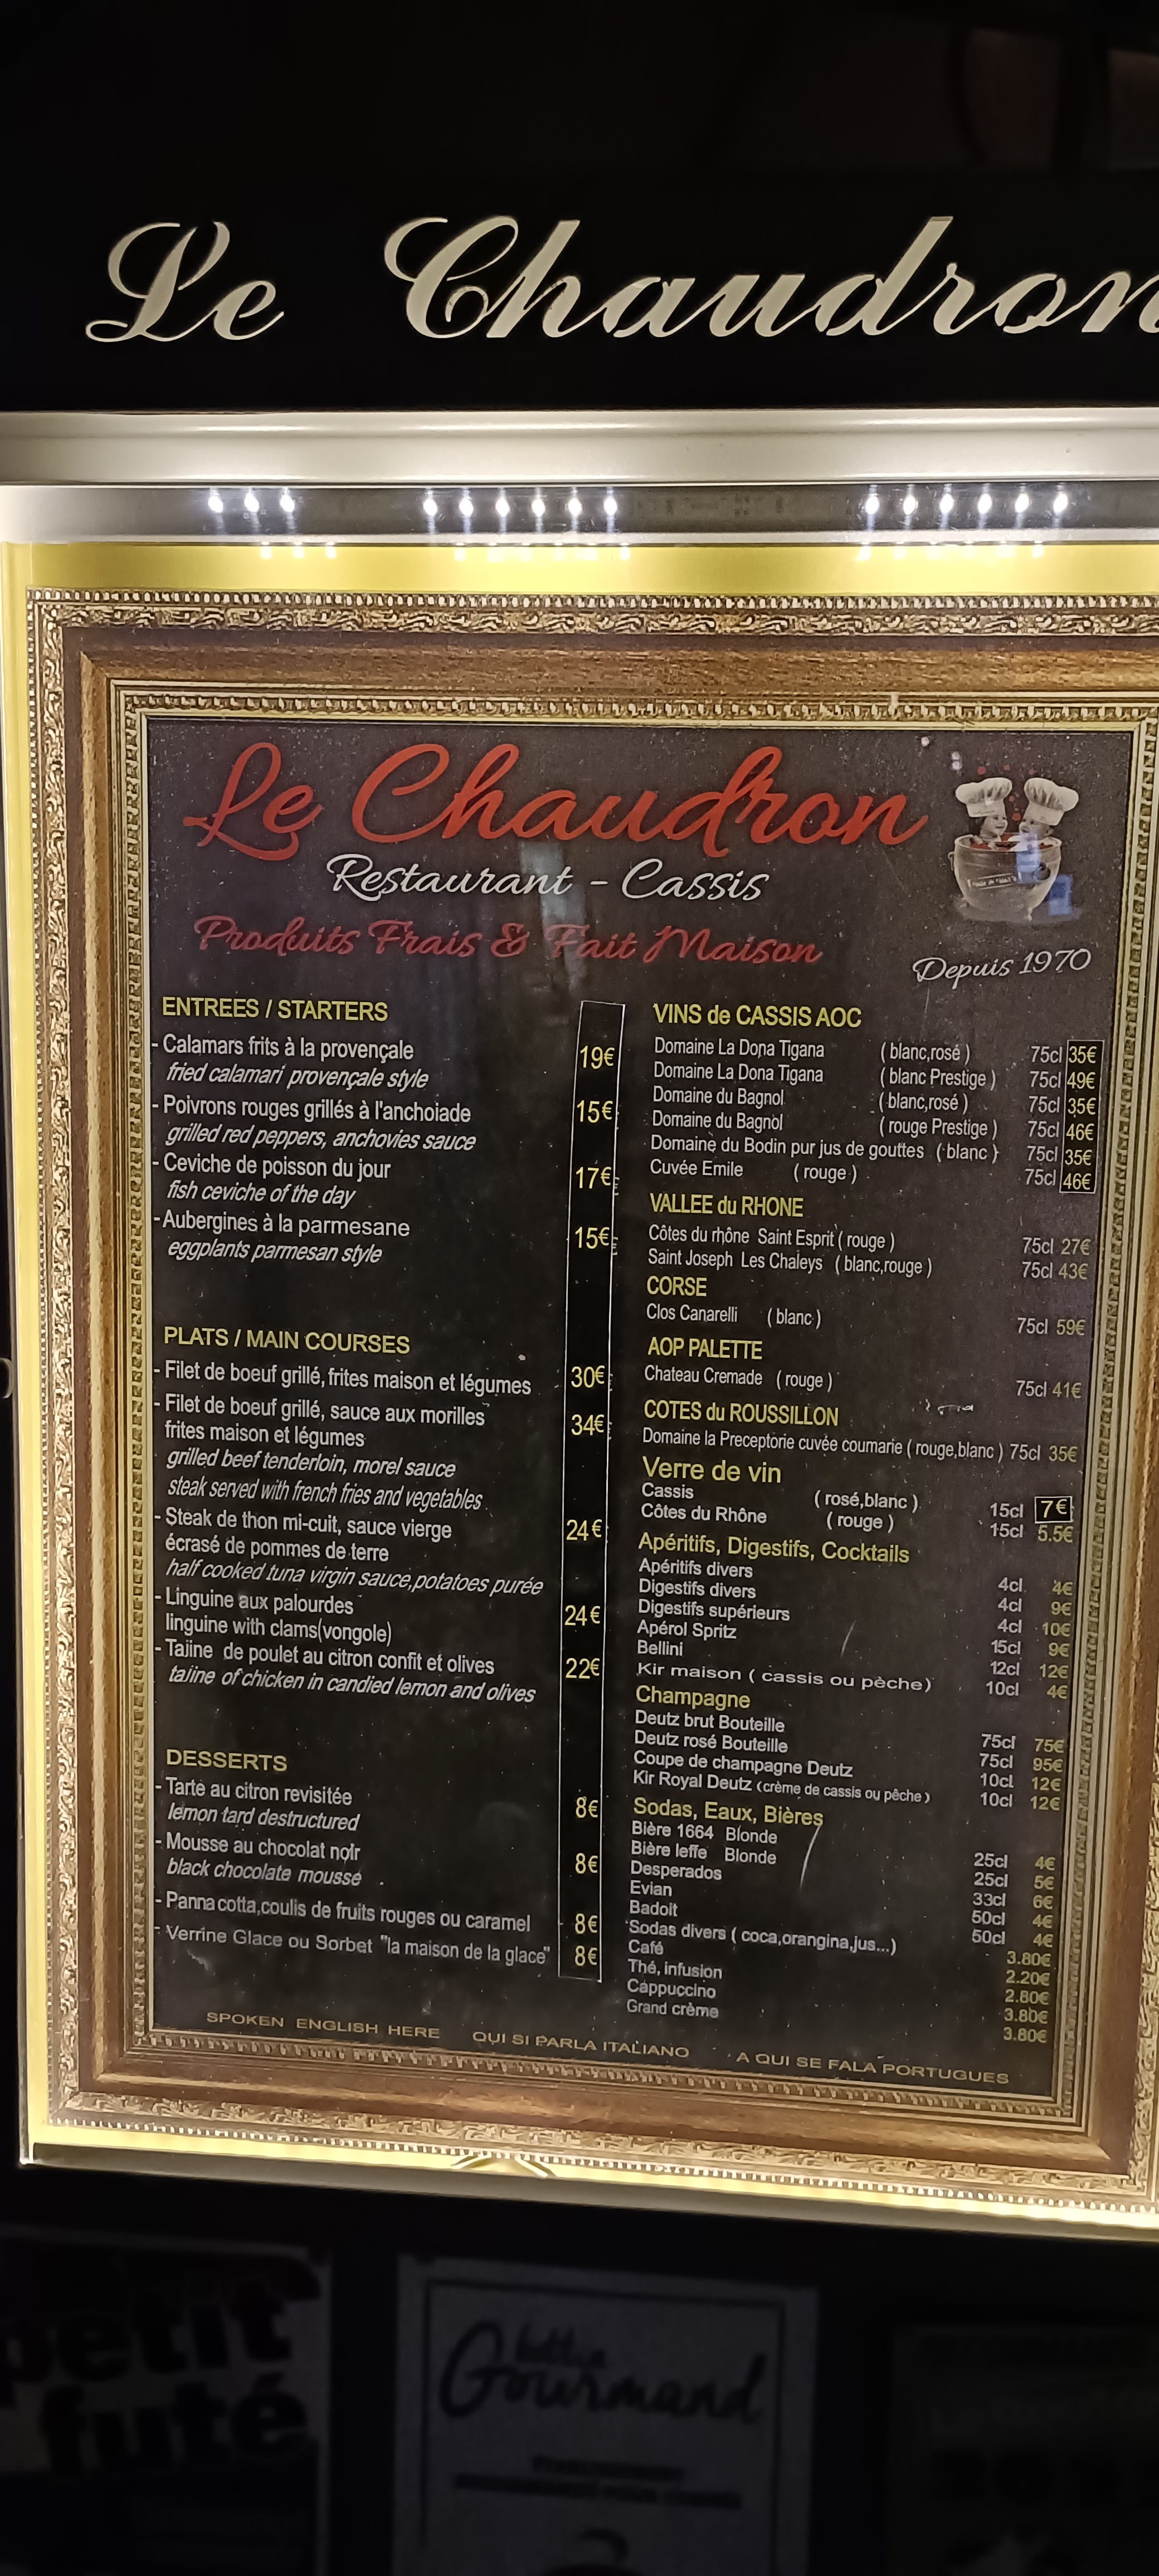 Le Chaudron
Le Chaudron
Restaurant - Cassis
Produits Frais & Fait Maison
Depuis 1970
ENTREES / STARTERS
- Calamars frits à la provençale 19€
fried calamari provençale style
- Poivrons rouges grillés à l'anchoiade 15€
grilled red peppers, anchovies sauce
- Ceviche de poisson du jour 17€
fish ceviche of the day
- Aubergines à la parmesane 15€
eggplants parmesan style
PLATS / MAIN COURSES
- Filet de boeuf grillé, frites maison et légumes 30€
- Filet de boeuf grillé, sauce aux morilles 34€
frites maison et légumes
grilled beef tenderloin, morel sauce
steak served with french fries and vegetables
- Steak de thon mi-cuit, sauce vierge 24€
écrasé de pommes de terre
half cooked tuna virgin sauce, potatoes purée
- Linguine aux palourdes 24€
linguine with clams(vongole)
- Tajine de poulet au citron confit et olives 22€
tajine of chicken in candied lemon and olives
DESSERTS
- Tarte au citron revisitée 8€
lemon tard destructured
- Mousse au chocolat noir 8€
black chocolate mousse
- Panna cotta,coulis de fruits rouges ou caramel 8€
- Verrine Glace ou Sorbet "la maison de la glace" 8€
VINS de CASSIS AOC
Domaine La Dona Tigana ( blanc,rosé ) 75cl 35€
Domaine La Dona Tigana ( blanc Prestige ) 75cl 49€
Domaine du Bagnol (blanc,rosé ) 75cl 35€
Domaine du Bagnol ( rouge Prestige ) 75cl 46€
Domaine du Bodin pur jus de gouttes ( blanc ) 75cl 35€
Cuvée Emile ( rouge ) 75cl 46€
VALLEE du RHONE
Côtes du rhône Saint Esprit ( rouge ) 75cl 27€
Saint Joseph Les Chaleys ( blanc,rouge ) 75cl 43€
CORSE
Clos Canarelli ( blanc ) 75cl 59€
AOP PALETTE
Chateau Cremade ( rouge ) 75cl 41€
COTES du ROUSSILLON
Domaine la Preceptorie cuvée coumarie ( rouge,blanc ) 75cl 35€
Verre de vin
Cassis ( rosé,blanc ) 15cl 7€
Côtes du Rhône ( rouge ) 15cl 5.5€
Apéritifs, Digestifs, Cocktails
Apéritifs divers 4cl 4€
Digestifs divers 4cl 9€
Digestifs supérieurs 4cl 10€
Apérol Spritz 15cl 9€
Bellini 12cl 12€
Kir maison ( cassis ou pèche) 10cl 4€
Champagne
Deutz brut Bouteille 75cl 75€
Deutz rosé Bouteille 75cl 95€
Coupe de champagne Deutz 10cl 12€
Kir Royal Deutz (crème de cassis ou pêche) 10cl 12€
Sodas, Eaux, Bières
Bière 1664 Blonde 25cl 4€
Bière leffe Blonde 25cl 5€
Desperados 33cl 6€
Evian 50cl 4€
Badoit 50cl 4€
Sodas divers ( coca,orangina,jus...) 3.80€
Café 2.20€
Thé, infusion 2.80€
Cappuccino 3.80€
Grand crème 3.80€
SPOKEN ENGLISH HERE QUI SI PARLA ITALIANO A QUI SE FALA PORTUGUES
petit
futé
Gourmand